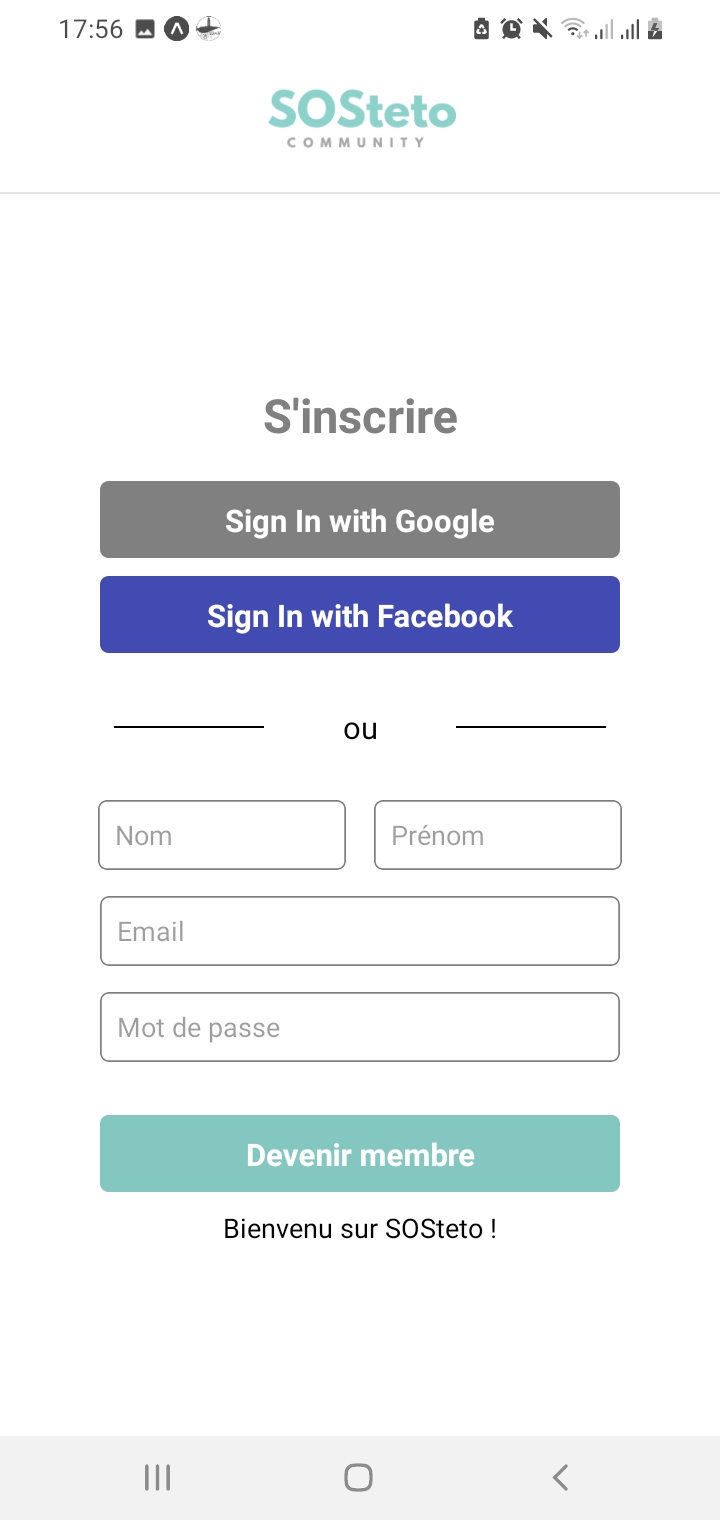 17:56
SOSteto
COMMUNITY
S'inscrire
Sign In with Google
Sign In with Facebook
ou
Nom Prénom
Email
Mot de passe
Devenir membre
Bienvenu sur SOSteto !